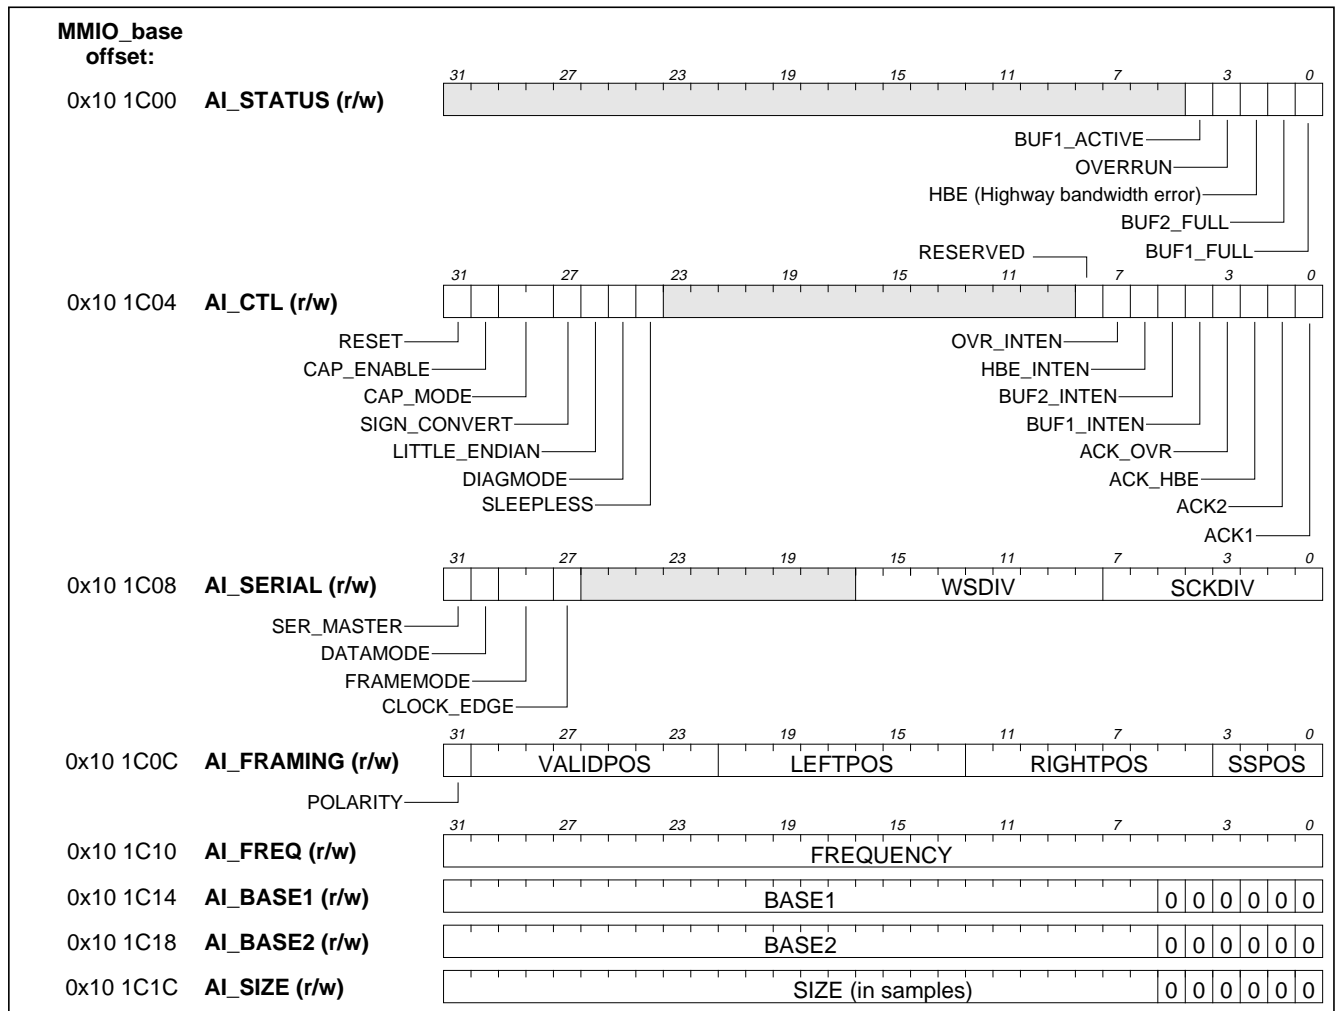 MMIO_base
offset:
31 27 23 19 15 11 7 3 0
0x10 1C00 AI_STATUS (r/w)
BUF1_ACTIVE
OVERRUN
HBE (Highway bandwidth error)
BUF2_FULL
RESERVED BUF1_FULL
31 27 23 19 15 11 7 3 0
0x10 1C04 AI_CTL (r/w)
RESET OVR_INTEN
CAP_ENABLE HBE_INTEN
CAP_MODE BUF2_INTEN
SIGN_CONVERT BUF1_INTEN
LITTLE_ENDIAN ACK_OVR
DIAGMODE ACK_HBE
SLEEPLESS ACK2
ACK1
31 27 23 19 15 11 7 3 0
0x10 1C08 AI_SERIAL (r/w) WSDIV SCKDIV
SER_MASTER
DATAMODE
FRAMEMODE
CLOCK_EDGE
31 27 23 19 15 11 7 3 0
0x10 1C0C AI_FRAMING (r/w) VALIDPOS LEFTPOS RIGHTPOS SSPOS
POLARITY
31 27 23 19 15 11 7 3 0
0x10 1C10 AI_FREQ (r/w) FREQUENCY
0x10 1C14 AI_BASE1 (r/w) BASE1 0 0 0 0 0 0
0x10 1C18 AI_BASE2 (r/w) BASE2 0 0 0 0 0 0
0x10 1C1C AI_SIZE (r/w) SIZE (in samples) 0 0 0 0 0 0